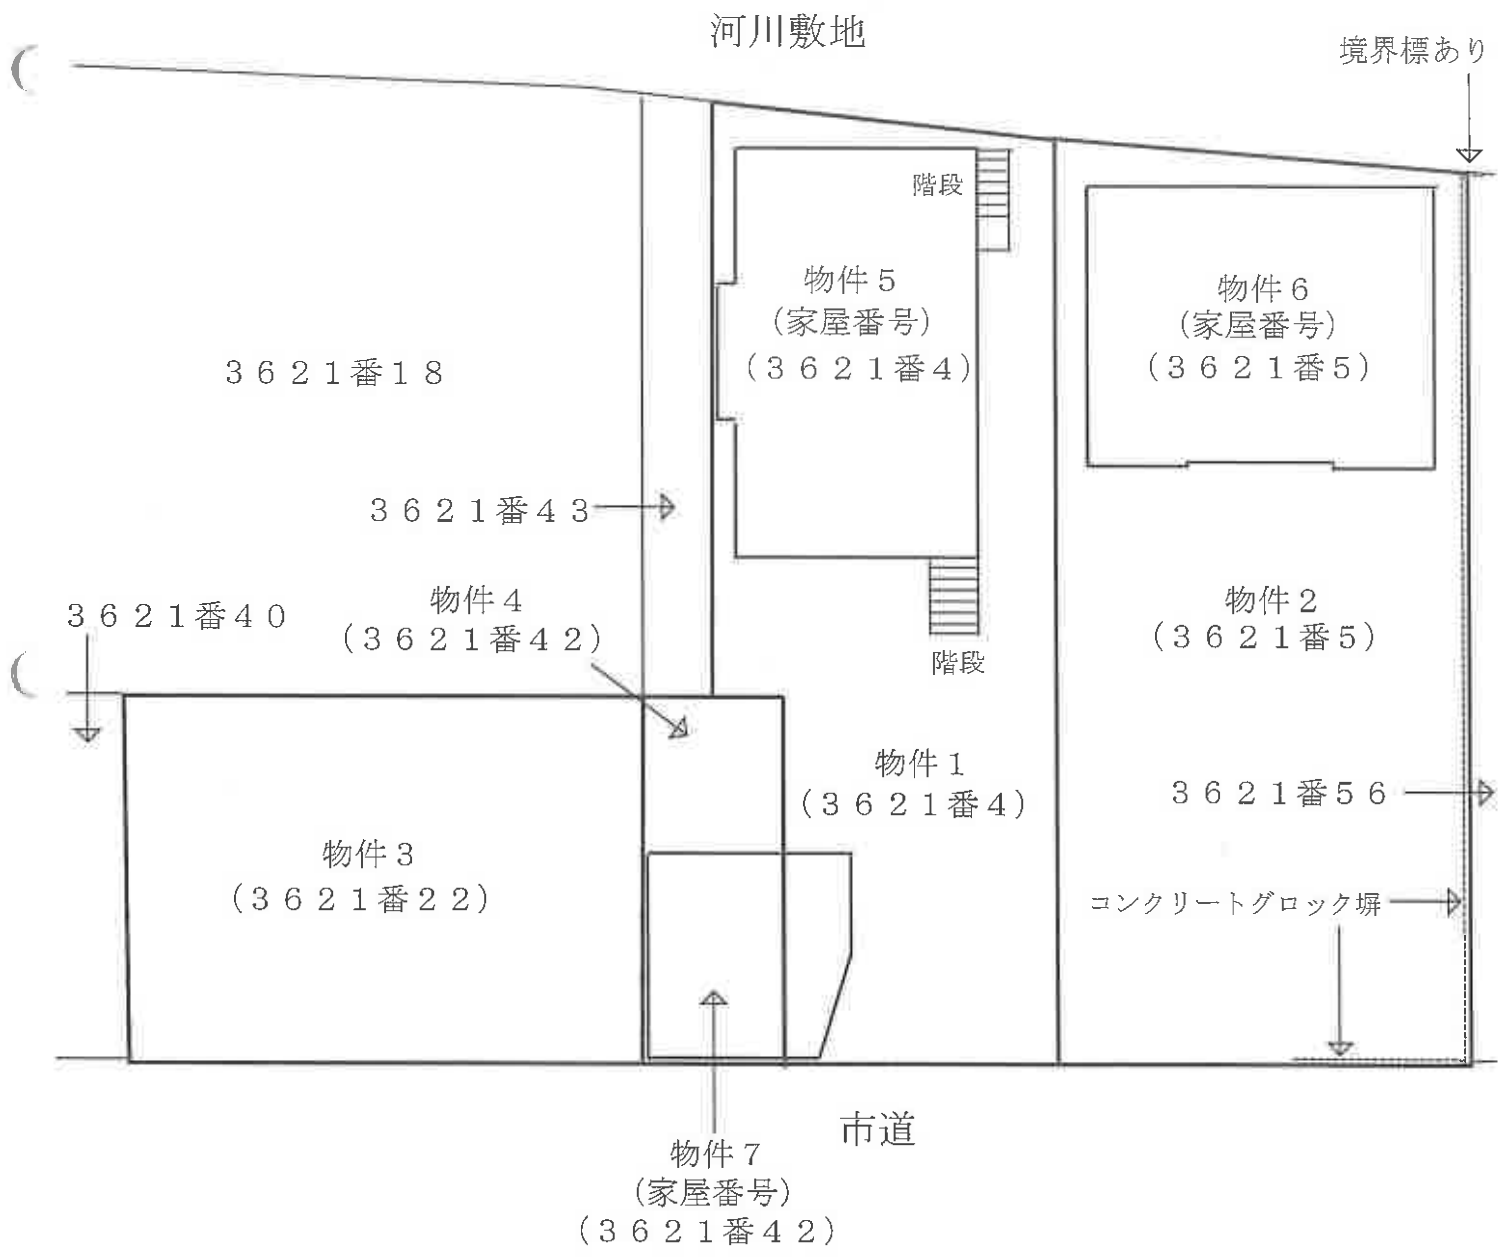 河川敷地
境界標あり
階段
物件５
(家屋番号)
(３６２１番４)
物件６
(家屋番号)
(３６２１番５)
３６２１番１８
３６２１番４３
３６２１番４０
物件４
(３６２１番４２)
階段
物件２
(３６２１番５)
物件１
(３６２１番４)
３６２１番５６
物件３
(３６２１番２２)
コンクリートグロック塀
市道
物件７
(家屋番号)
(３６２１番４２)